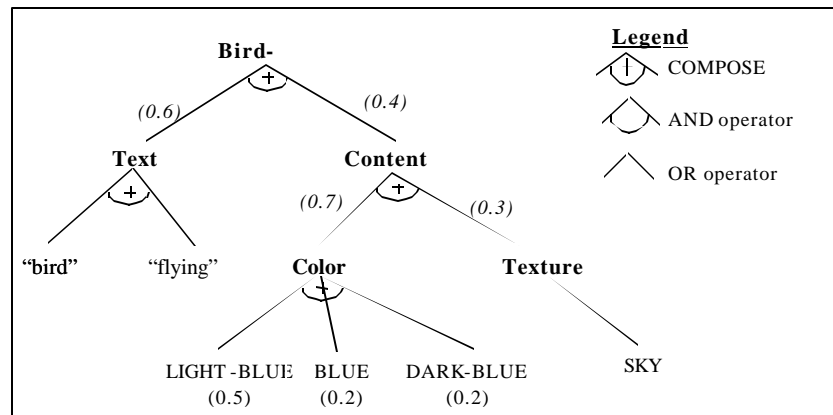 Bird-
Legend
COMPOSE
(0.6)
(0.4)
AND operator
Text
Content
OR operator
(0.7)
(0.3)
"bird"
"flying"
Color
Texture
LIGHT-BLUE
BLUE
DARK-BLUE
SKY
(0.5)
(0.2)
(0.2)